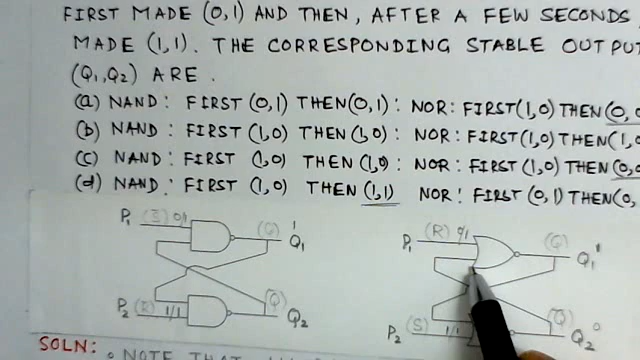 FIRST MADE (0,1) AND THEN, AFTER A FEW SECONDS
MADE (1,1). THE CORRESPONDING STABLE OUTPU
(Q1,Q2) ARE.
(a) NAND: FIRST (0,1) THEN (0,1): NOR: FIRST (1,0) THEN (0,0
(b) NAND: FIRST (1,0) THEN (1,0): NOR: FIRST (1,0) THEN (1,0
(c) NAND: FIRST (1,0) THEN (1,0): NOR: FIRST (1,0) THEN (0,0
(d) NAND: FIRST (1,0) THEN (1,1) NOR: FIRST (0,1) THEN (0,
P1 (S) 0/1 (Q) 1 Q1
P1 (R) 0/1 (Q) 1 Q1
P2 (R) 1/1 (Q̅) Q2
P2 (S) 1/1 (Q̅) 0 Q2
SOLN: NOTE THAT